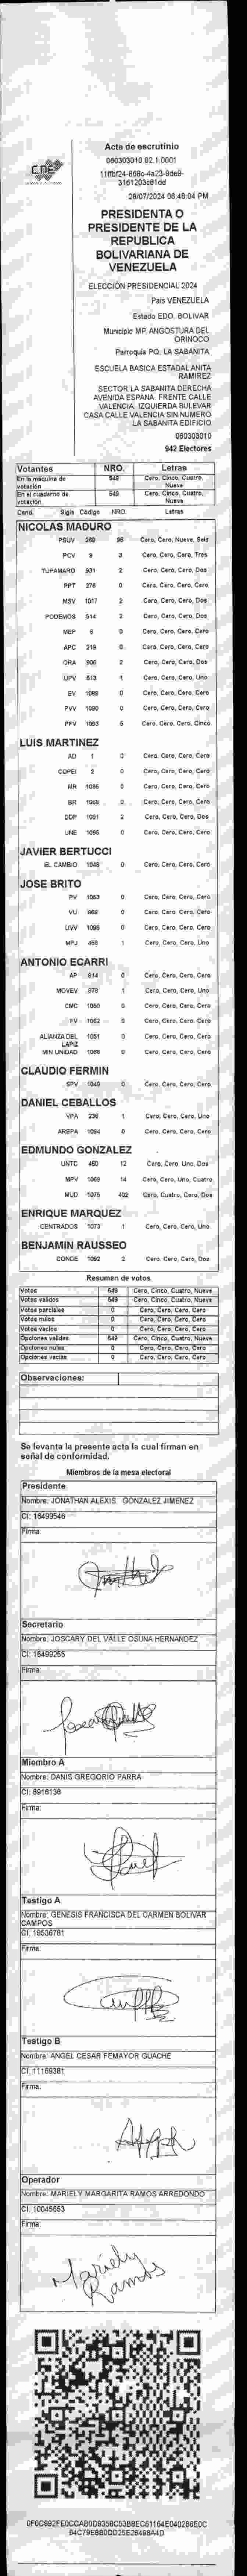 CNE
Acta de escrutinio
060303010.02.1.0001
26/07/2024 06:48:04 PM
PRESIDENTA O
PRESIDENTE DE LA
REPUBLICA
BOLIVARIANA DE
VENEZUELA
ELECCIÓN PRESIDENCIAL 2024
Pais VENEZUELA
Estado EDO. BOLIVAR
Municipio MP. ANGOSTURA DEL
ORINOCO
Parroquia PQ. LA SABANITA
ESCUELA BASICA ESTADAL ANITA
RAMIREZ
SECTOR LA SABANITA DERECHA
AVENIDA ESPANA. FRENTE CALLE
VALENCIA. IZQUIERDA BULEVAR
CASA CALLE VALENCIA SIN NUMERO
LA SABANITA EDIFICIO
060303010
942 Electores
Votantes NRO. Letras
En la máquina de votación 549 Cero, Cinco, Cuatro, Nueve
En el cuaderno de votación 549 Cero, Cinco, Cuatro, Nueve
Cand. Sigla Código NRO. Letras
NICOLAS MADURO
PSUV 269 96 Cero, Cero, Nueve, Seis
PCV 9 3 Cero, Cero, Cero, Tres
TUPAMARO 931 2 Cero, Cero, Cero, Dos
PPT 276 0 Cero, Cero, Cero, Cero
MSV 1017 2 Cero, Cero, Cero, Dos
PODEMOS 514 2 Cero, Cero, Cero, Dos
MEP 6 0 Cero, Cero, Cero, Cero
APC 219 0 Cero, Cero, Cero, Cero
ORA 906 2 Cero, Cero, Cero, Dos
UPV 513 1 Cero, Cero, Cero, Uno
EV 1089 0 Cero, Cero, Cero, Cero
PVV 1090 0 Cero, Cero, Cero, Cero
PFV 1093 5 Cero, Cero, Cero, Cinco
LUIS MARTINEZ
AD 1 0 Cero, Cero, Cero, Cero
COPEI 2 0 Cero, Cero, Cero, Cero
MR 1066 0 Cero, Cero, Cero, Cero
BR 1065 0 Cero, Cero, Cero, Cero
DDP 1091 2 Cero, Cero, Cero, Dos
UNE 1095 0 Cero, Cero, Cero, Cero
JAVIER BERTUCCI
EL CAMBIO 1048 0 Cero, Cero, Cero, Cero
JOSE BRITO
PV 1053 0 Cero, Cero, Cero, Cero
VU 968 0 Cero, Cero, Cero, Cero
UVV 1096 0 Cero, Cero, Cero, Cero
MPJ 458 1 Cero, Cero, Cero, Uno
ANTONIO ECARRI
AP 814 0 Cero, Cero, Cero, Cero
MOVEV 878 1 Cero, Cero, Cero, Uno
CMC 1050 0 Cero, Cero, Cero, Cero
FV 1062 0 Cero, Cero, Cero, Cero
ALIANZA DEL LAPIZ 1051 0 Cero, Cero, Cero, Cero
MIN UNIDAD 1068 0 Cero, Cero, Cero, Cero
CLAUDIO FERMIN
SPV 1049 0 Cero, Cero, Cero, Cero
DANIEL CEBALLOS
VPA 236 1 Cero, Cero, Cero, Uno
AREPA 1094 0 Cero, Cero, Cero, Cero
EDMUNDO GONZALEZ
UNTC 460 12 Cero, Cero, Uno, Dos
MPV 1069 14 Cero, Cero, Uno, Cuatro
MUD 1075 402 Cero, Cuatro, Cero, Dos
ENRIQUE MARQUEZ
CENTRADOS 1073 1 Cero, Cero, Cero, Uno
BENJAMIN RAUSSEO
CONDE 1092 2 Cero, Cero, Cero, Dos
Resumen de votos
Votos 549 Cero, Cinco, Cuatro, Nueve
Votos validos 549 Cero, Cinco, Cuatro, Nueve
Votos parciales 0 Cero, Cero, Cero, Cero
Votos nulos 0 Cero, Cero, Cero, Cero
Votos vacios 0 Cero, Cero, Cero, Cero
Opciones validas 549 Cero, Cinco, Cuatro, Nueve
Opciones nulas 0 Cero, Cero, Cero, Cero
Opciones vacias 0 Cero, Cero, Cero, Cero
Observaciones:
Se levanta la presente acta la cual firman en
señal de conformidad.
Miembros de la mesa electoral
Presidente
Nombre: JONATHAN ALEXIS GONZALEZ JIMENEZ
CI: 16499546
Firma:
Secretario
Nombre: JOSCARY DEL VALLE OSUNA HERNANDEZ
CI: 16499255
Firma:
Miembro A
Nombre: DANIS GREGORIO PARRA
CI: 8916136
Firma:
Testigo A
Nombre: GENESIS FRANCISCA DEL CARMEN BOLIVAR
CAMPOS
CI: 19536781
Firma:
Testigo B
Nombre: ANGEL CESAR FEMAYOR GUACHE
CI: 11169381
Firma:
Operador
Nombre: MARIELY MARGARITA RAMOS ARREDONDO
CI: 10045653
Firma:
Mariely
Ramos